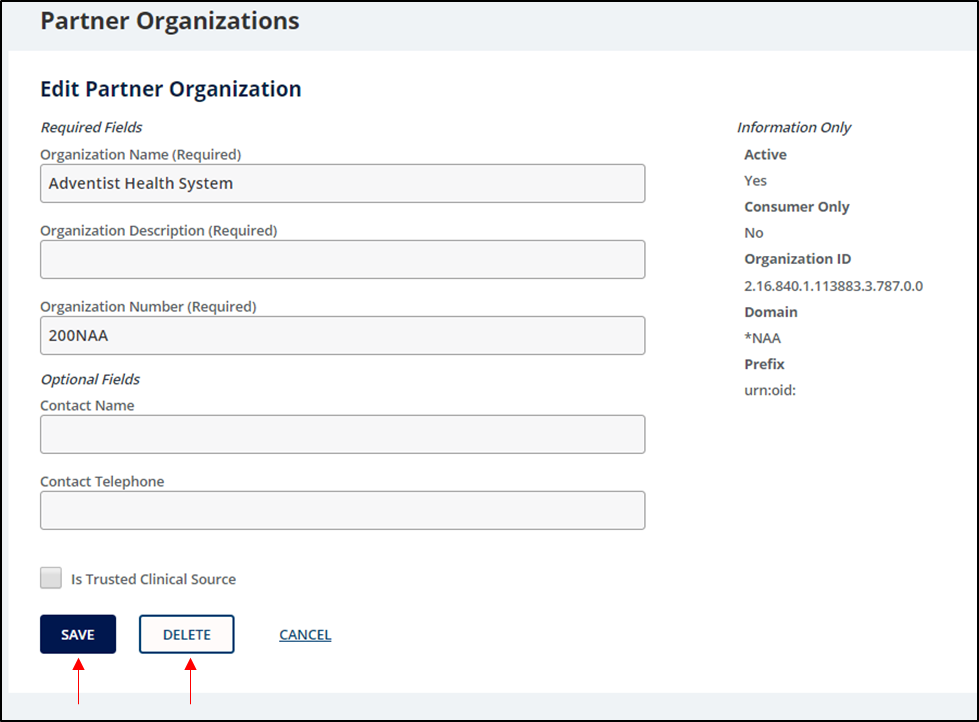 Partner Organizations
Edit Partner Organization
Required Fields
Organization Name (Required)
Adventist Health System
Organization Description (Required)
Organization Number (Required)
200NAA
Optional Fields
Contact Name
Contact Telephone
Is Trusted Clinical Source
SAVE
DELETE
CANCEL
Information Only
Active
Yes
Consumer Only
No
Organization ID
2.16.840.1.113883.3.787.0.0
Domain
*NAA
Prefix
urn:oid: